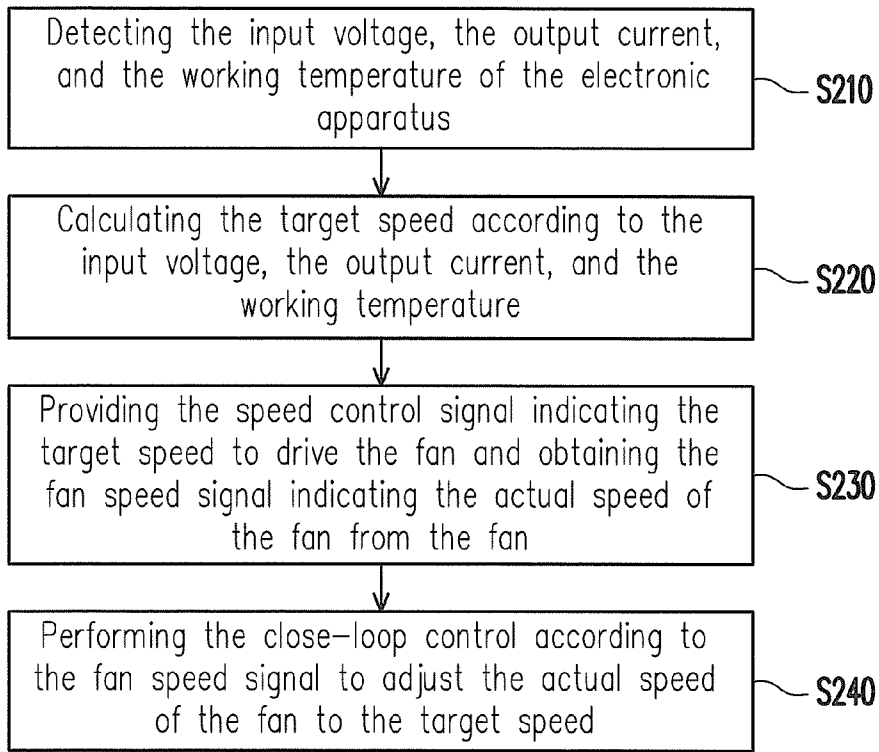 Detecting the input voltage, the output current,
and the working temperature of the electronic
apparatus
S210
Calculating the target speed according to the
input voltage, the output current, and the
working temperature
S220
Providing the speed control signal indicating the
target speed to drive the fan and obtaining the
fan speed signal indicating the actual speed of
the fan from the fan
S230
Performing the close-loop control according to
the fan speed signal to adjust the actual speed
of the fan to the target speed
S240